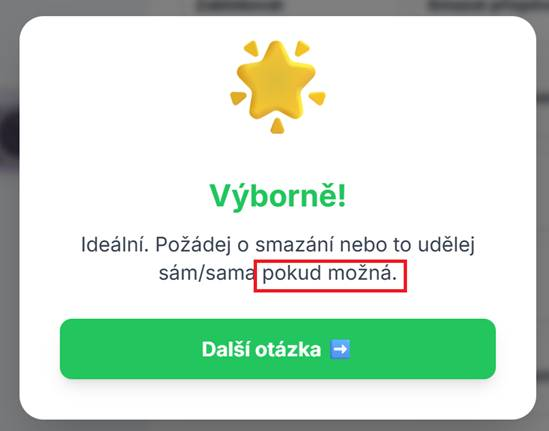 Výborně!
Ideální. Požádej o smazání nebo to udělej
sám/sama pokud možná.
Další otázka ➡️